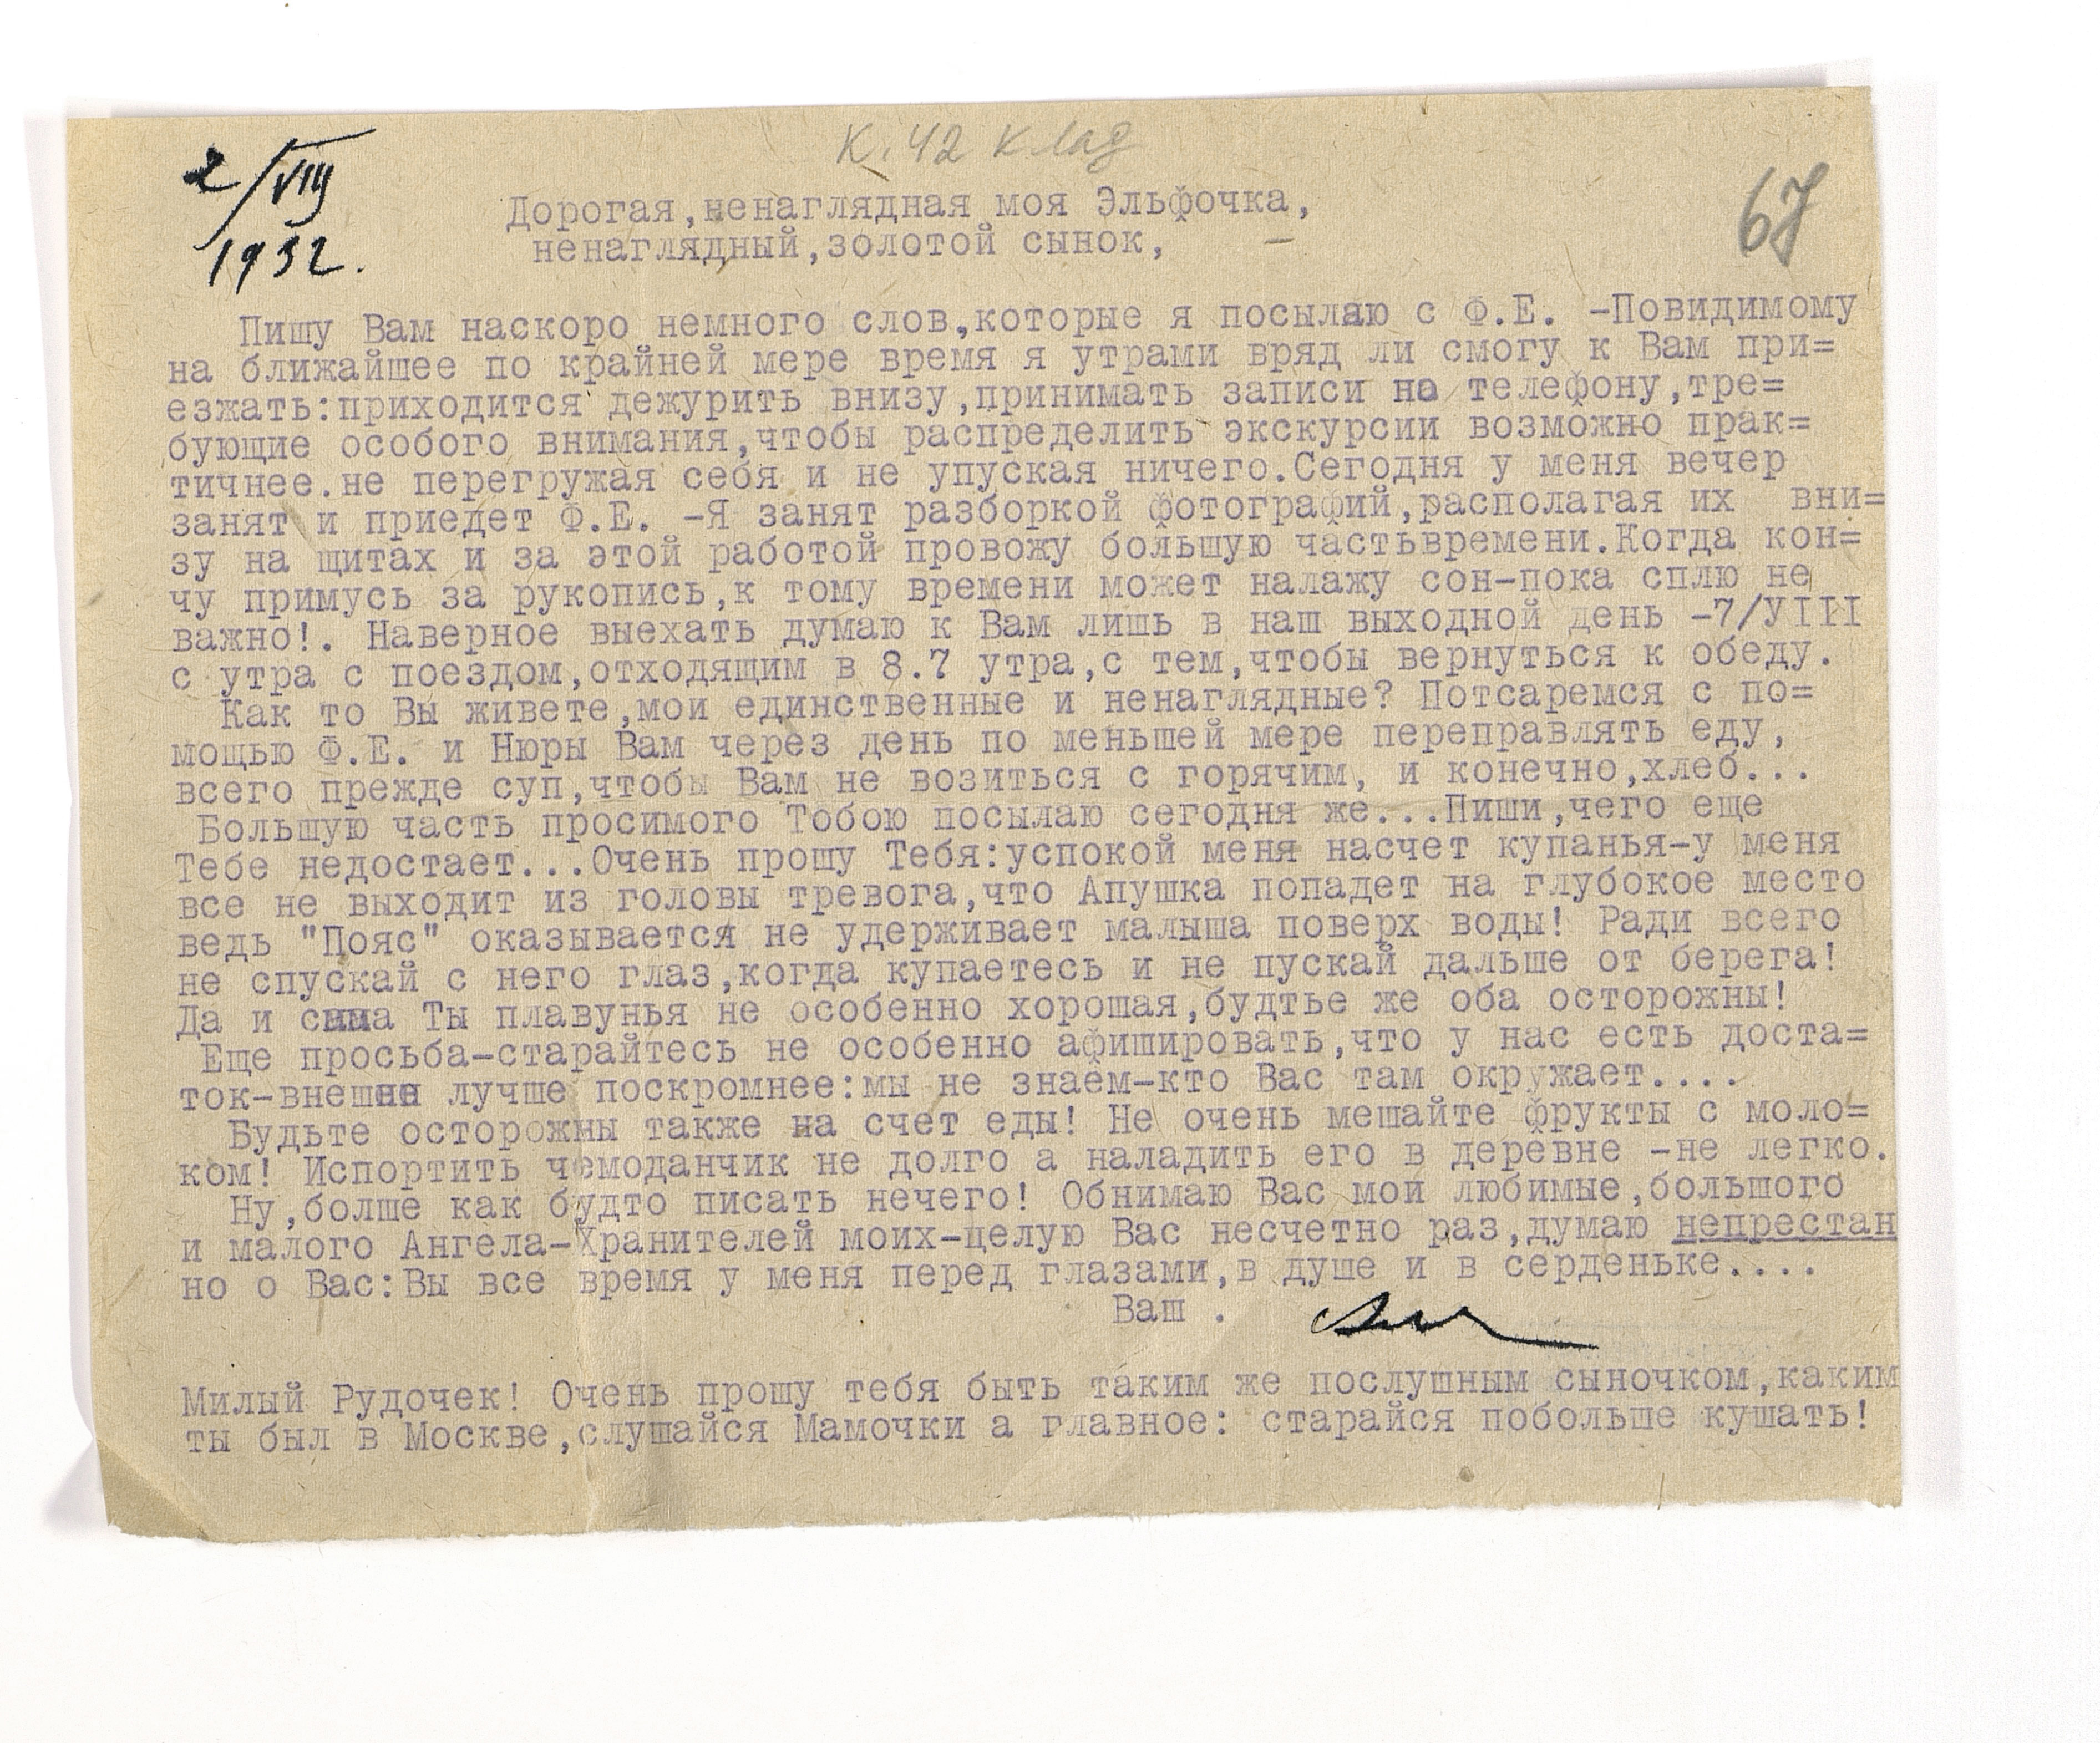 К.42 клад
2/VIII
1932.
67
Дорогая,ненаглядная моя Эльфочка,
ненаглядный,золотой сынок,
Пишу Вам наскоро немного слов,которые я посылаю с Ф.Е. -Повидимому
на ближайшее по крайней мере время я утрами вряд ли смогу к Вам при=
езжать:приходится дежурить внизу,принимать записи по телефону,тре=
бующие особого внимания,чтобы распределить экскурсии возможно прак=
тичнее.не перегружая себя и не упуская ничего.Сегодня у меня вечер
занят и приедет Ф.Е. -Я занят разборкой фотографий,располагая их вни=
зу на щитах и за этой работой провожу большую частьвремени.Когда кон=
чу примусь за рукопись,к тому времени может налажу сон-пока сплю не
важно!. Наверное выехать думаю к Вам лишь в наш выходной день -7/УІІІ
с утра с поездом,отходящим в 8.7 утра,с тем,чтобы вернуться к обеду.
Как то Вы живете,мои единственные и ненаглядные? Потсаремся с по=
мощью Ф.Е. и Нюры Вам через день по меньшей мере переправлять еду,
всего прежде суп,чтобы Вам не возиться с горячим, и конечно,хлеб...
Большую часть просимого Тобою посылаю сегодня же...Пиши,чего еще
Тебе недостает...Очень прошу Тебя:успокой меня насчет купанья-у меня
все не выходит из головы тревога,что Апушка попадет на глубокое место
ведь "Пояс" оказывается не удерживает малыша поверх воды! Ради всего
не спускай с него глаз,когда купаетесь и не пускай дальше от берега!
Да и сама Ты плавунья не особенно хорошая,будтье же оба осторожны!
Еще просьба-старайтесь не особенно афишировать,что у нас есть доста=
ток-внешне лучше поскромнее:мы не знаем-кто Вас там окружает....
Будьте осторожны также на счет еды! Не очень мешайте фрукты с моло=
ком! Испортить чемоданчик не долго а наладить его в деревне -не легко.
Ну,болше как будто писать нечего! Обнимаю Вас мои любимые,большого
и малого Ангела-Хранителей моих-целую Вас несчетно раз,думаю непрестан
но о Вас:Вы все время у меня перед глазами,в душе и в серденьке....
Ваш .
Милый Рудочек! Очень прошу тебя быть таким же послушным сыночком,каким
ты был в Москве,слушайся Мамочки а главное: старайся побольше кушать!